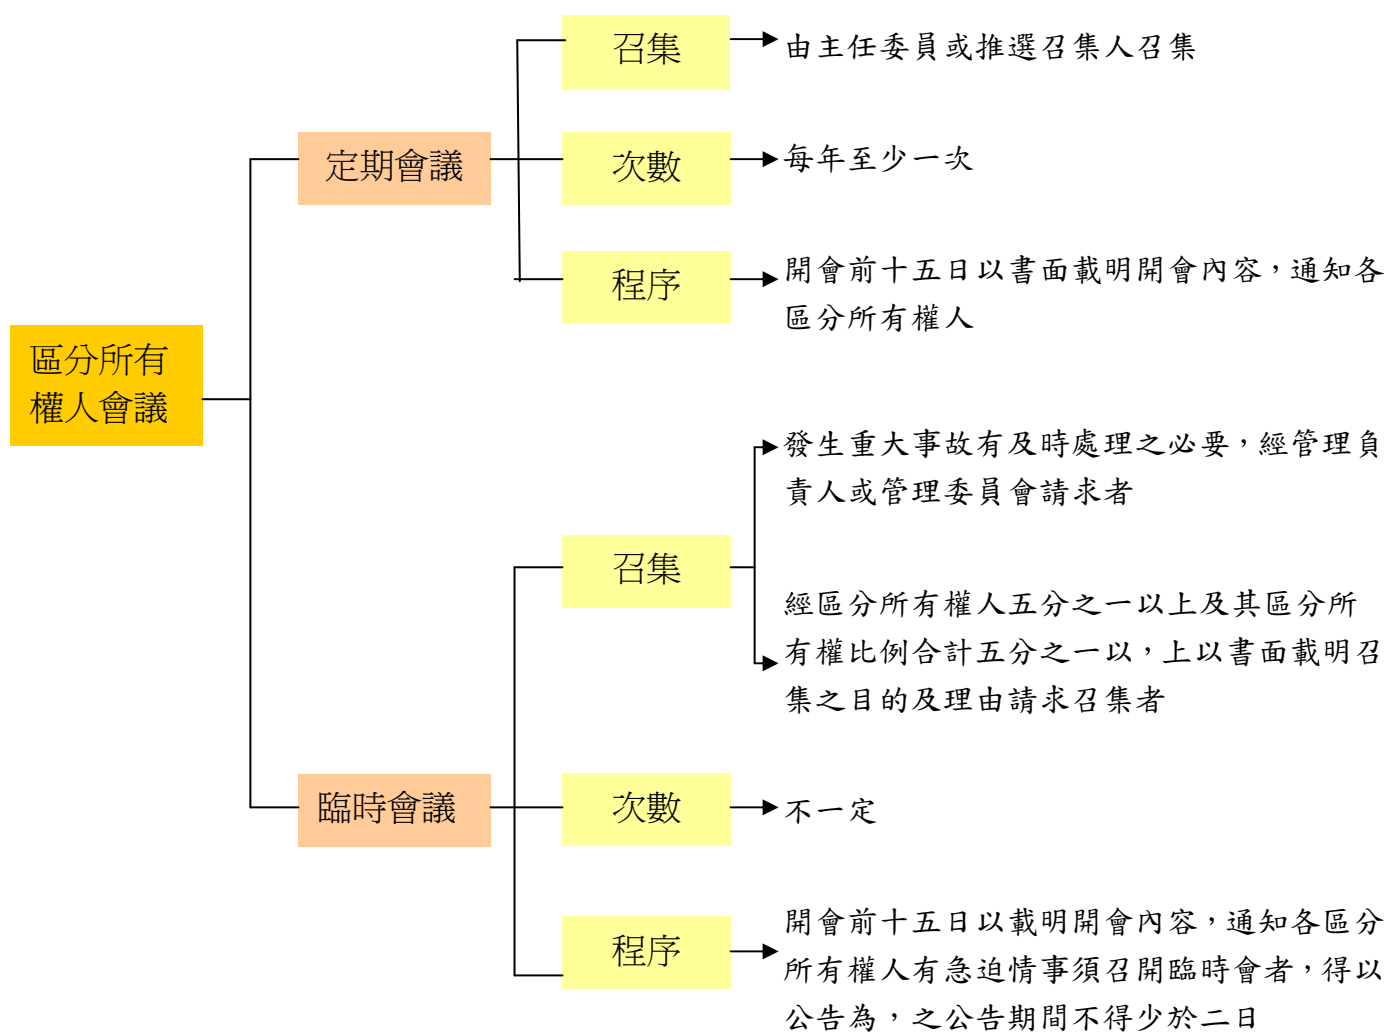 區分所有
權人會議
定期會議
召集
由主任委員或推選召集人召集
次數
每年至少一次
程序
開會前十五日以書面載明開會內容，通知各
區分所有權人
臨時會議
召集
發生重大事故有及時處理之必要，經管理負
責人或管理委員會請求者
經區分所有權人五分之一以上及其區分所
有權比例合計五分之一以，上以書面載明召
集之目的及理由請求召集者
次數
不一定
程序
開會前十五日以載明開會內容，通知各區分
所有權人有急迫情事須召開臨時會者，得以
公告為，之公告期間不得少於二日